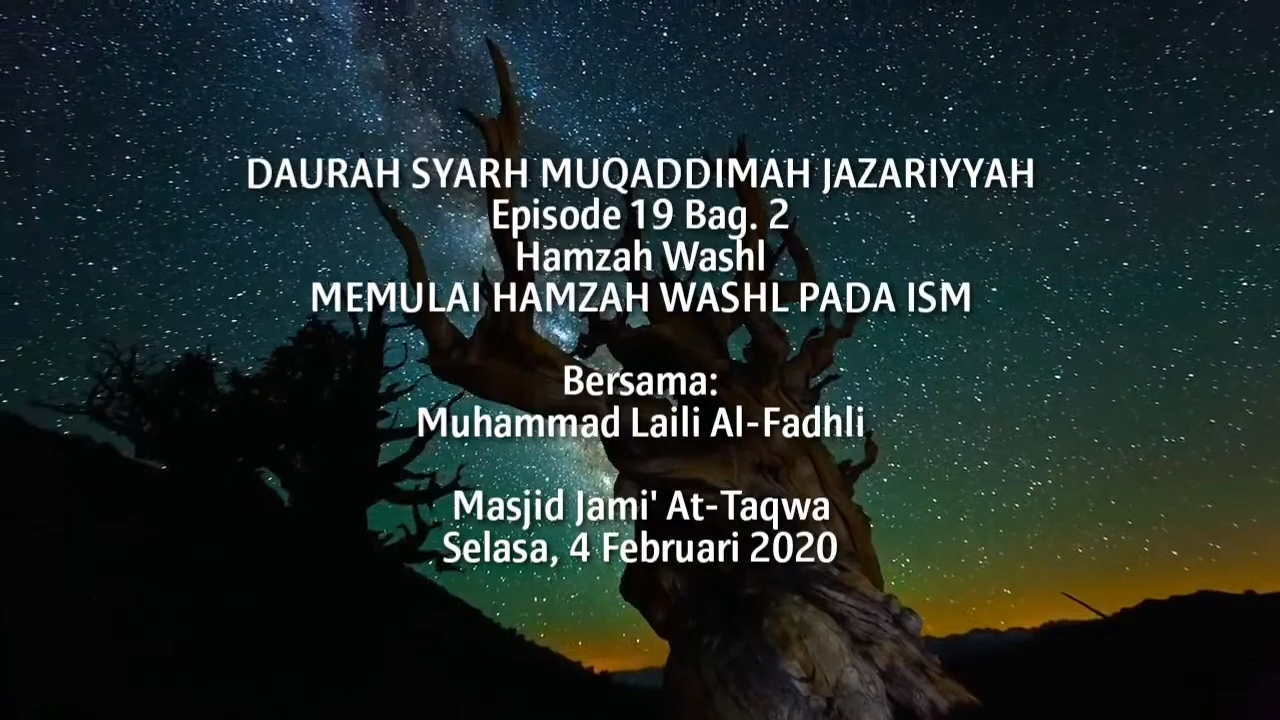 DAURAH SYARH MUQADDIMAH JAZARIYYAH
Episode 19 Bag. 2
Hamzah Washl
MEMULAI HAMZAH WASHL PADA ISM
Bersama:
Muhammad Laili Al-Fadhli
Masjid Jami' At-Taqwa
Selasa, 4 Februari 2020